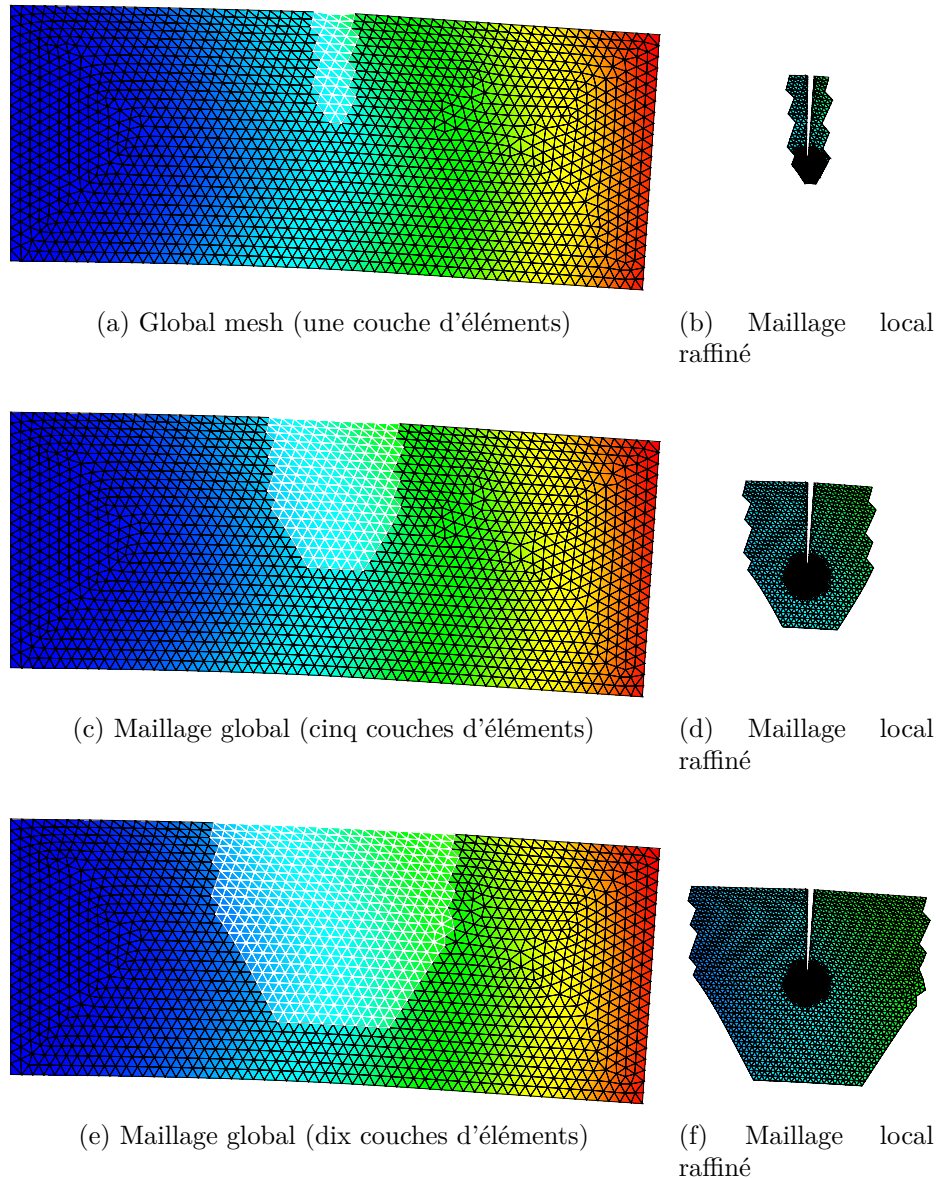 (a) Global mesh (une couche d'éléments)
(b) Maillage local
raffiné
(c) Maillage global (cinq couches d'éléments)
(d) Maillage local
raffiné
(e) Maillage global (dix couches d'éléments)
(f) Maillage local
raffiné